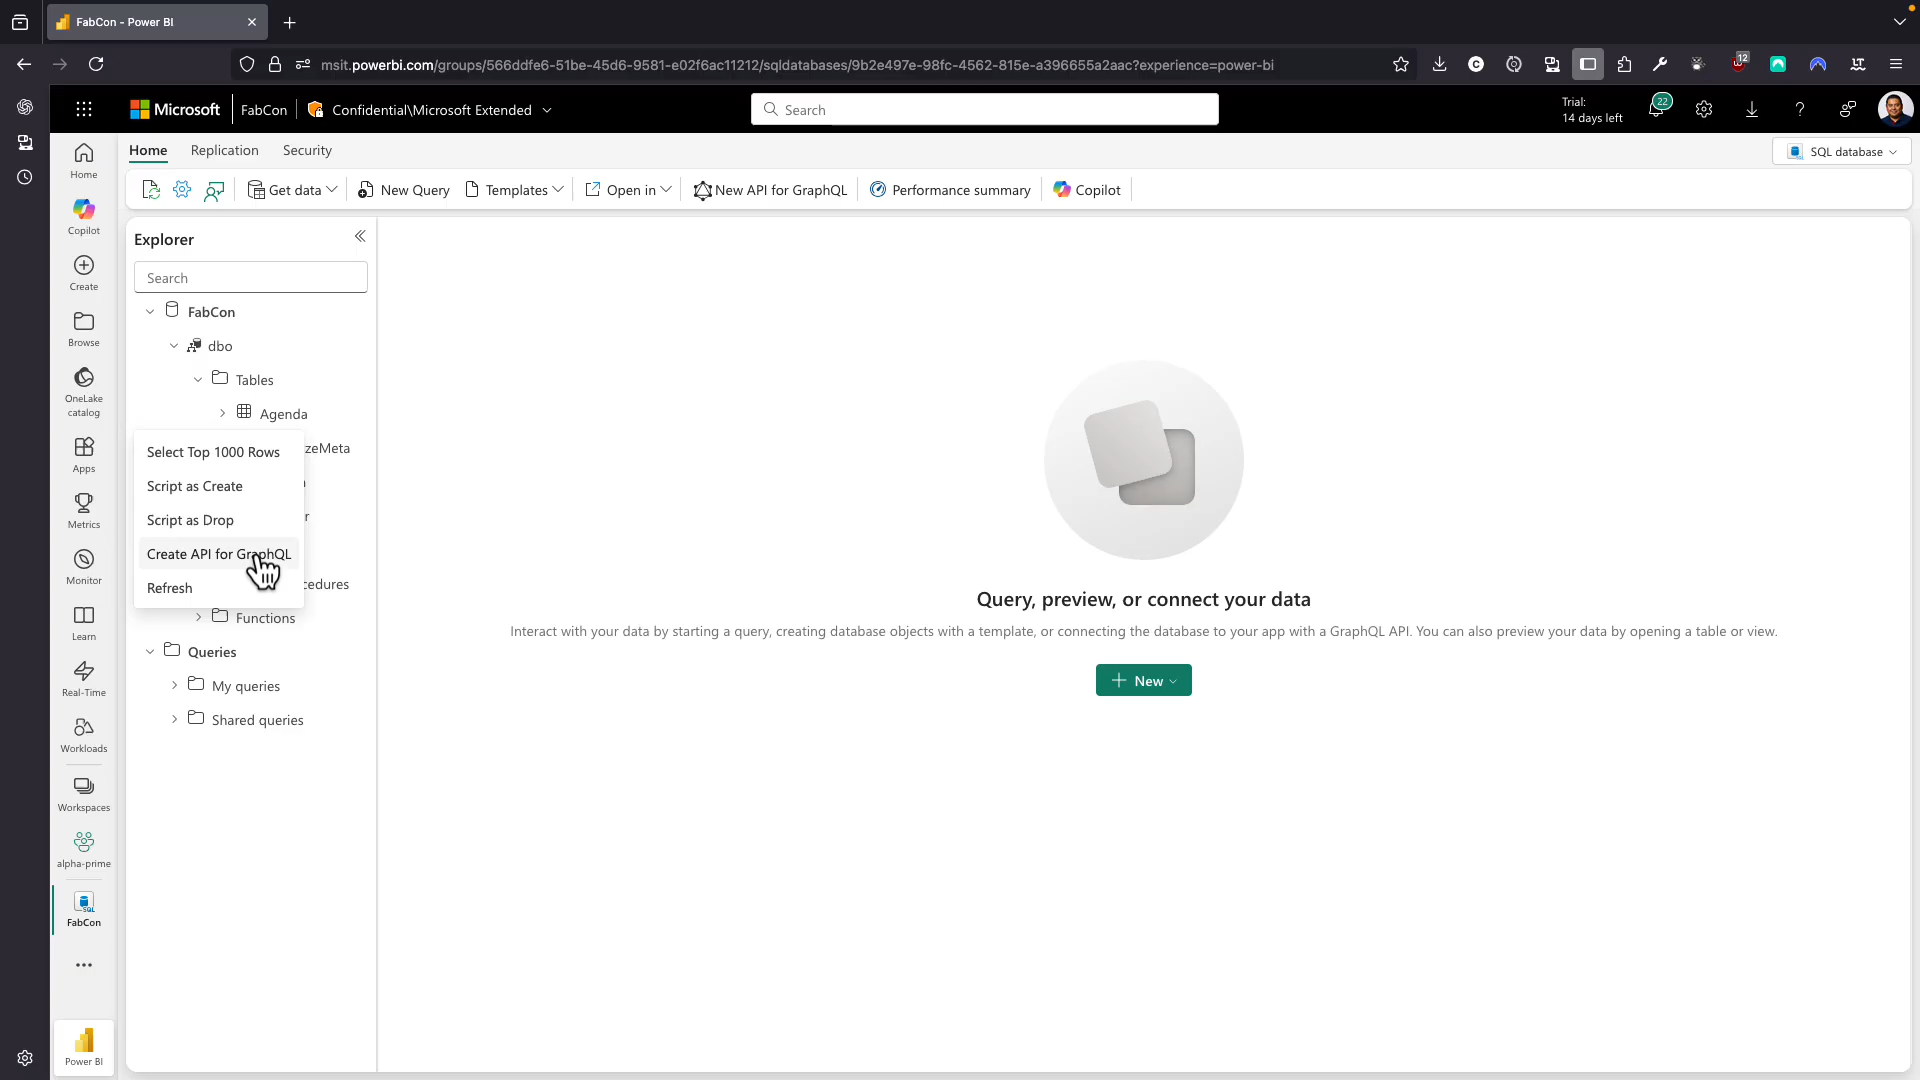 FabCon - Power BI
msit.powerbi.com/groups/566ddfe6-51be-45d6-9581-e02f6ac11212/sqldatabases/9b2e497e-98fc-4562-815e-a396655a2aac?experience=power-bi
12
Microsoft
FabCon
Confidential\Microsoft Extended
Search
Trial:
14 days left
22
Home
Replication
Security
SQL database
Get data
New Query
Templates
Open in
New API for GraphQL
Performance summary
Copilot
Home
Copilot
Create
Browse
OneLake
catalog
Apps
Metrics
Monitor
Learn
Real-Time
Workloads
Workspaces
alpha-prime
SQL
FabCon
Power BI
Explorer
Search
FabCon
dbo
Tables
Agenda
zeMeta
Select Top 1000 Rows
Script as Create
Script as Drop
Create API for GraphQL
Refresh
r
cedures
Functions
Queries
My queries
Shared queries
Query, preview, or connect your data
Interact with your data by starting a query, creating database objects with a template, or connecting the database to your app with a GraphQL API. You can also preview your data by opening a table or view.
New